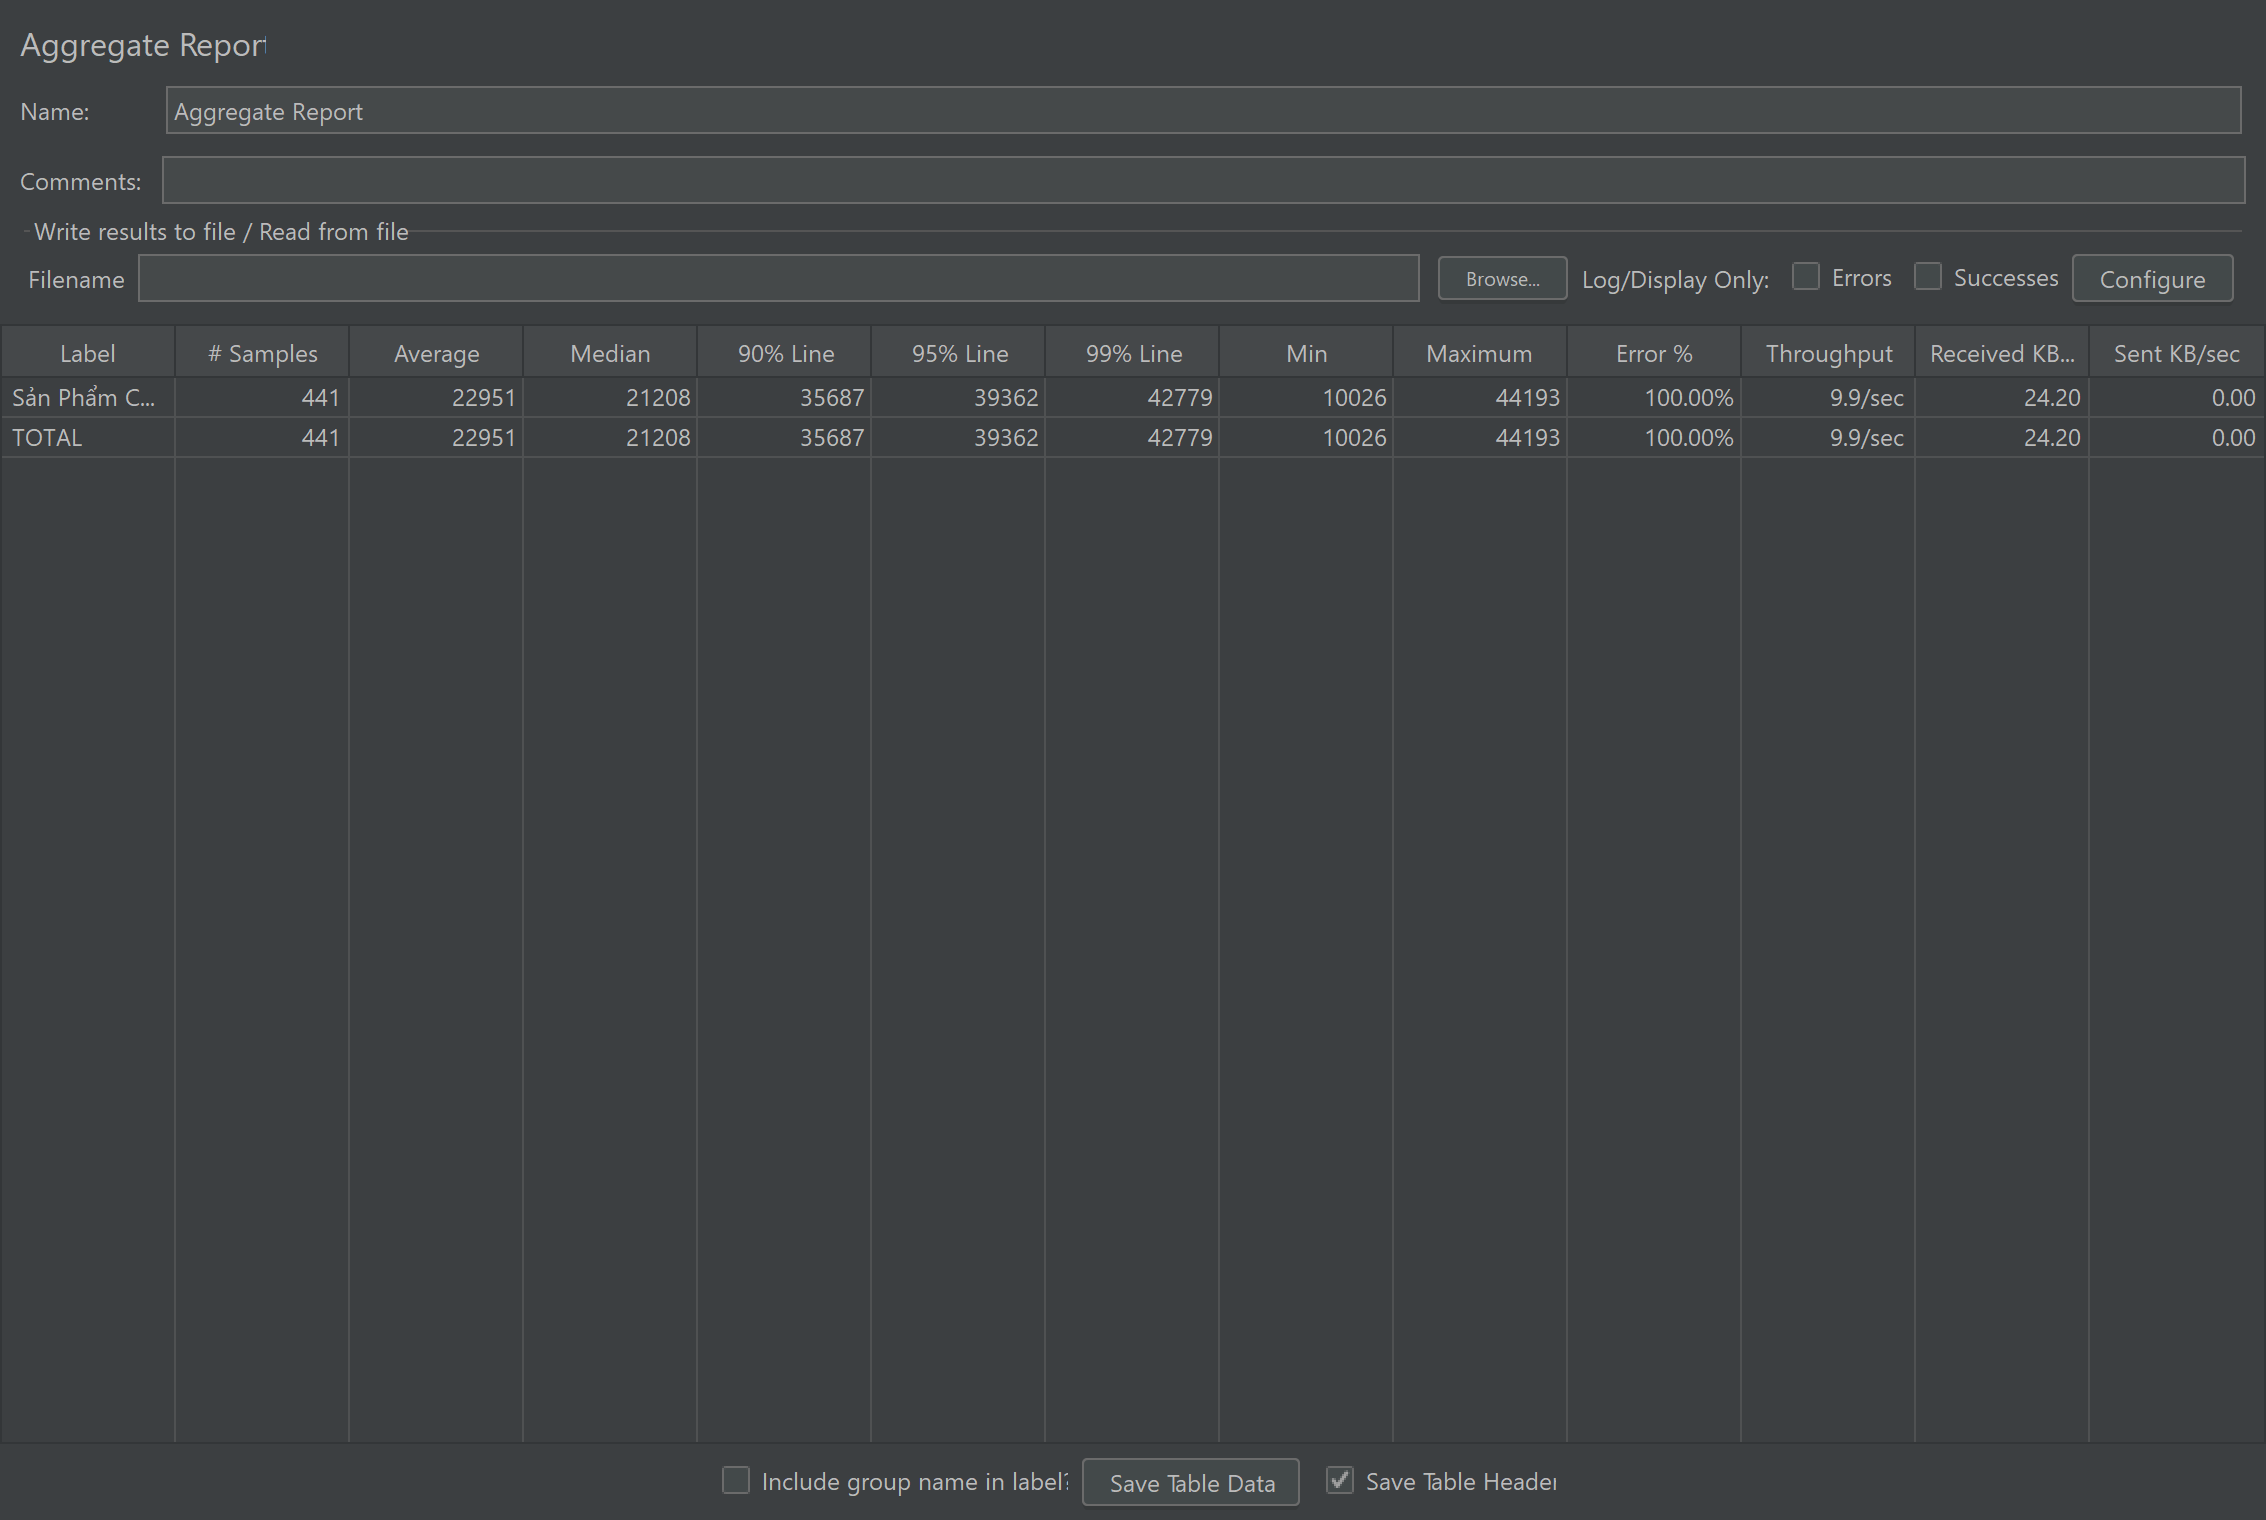 Aggregate Report
Name: Aggregate Report
Comments:
Write results to file / Read from file
Filename Browse... Log/Display Only: Errors Successes Configure
Label # Samples Average Median 90% Line 95% Line 99% Line Min Maximum Error % Throughput Received KB... Sent KB/sec
Sản Phẩm C... 441 22951 21208 35687 39362 42779 10026 44193 100.00% 9.9/sec 24.20 0.00
TOTAL 441 22951 21208 35687 39362 42779 10026 44193 100.00% 9.9/sec 24.20 0.00
Include group name in label? Save Table Data Save Table Header